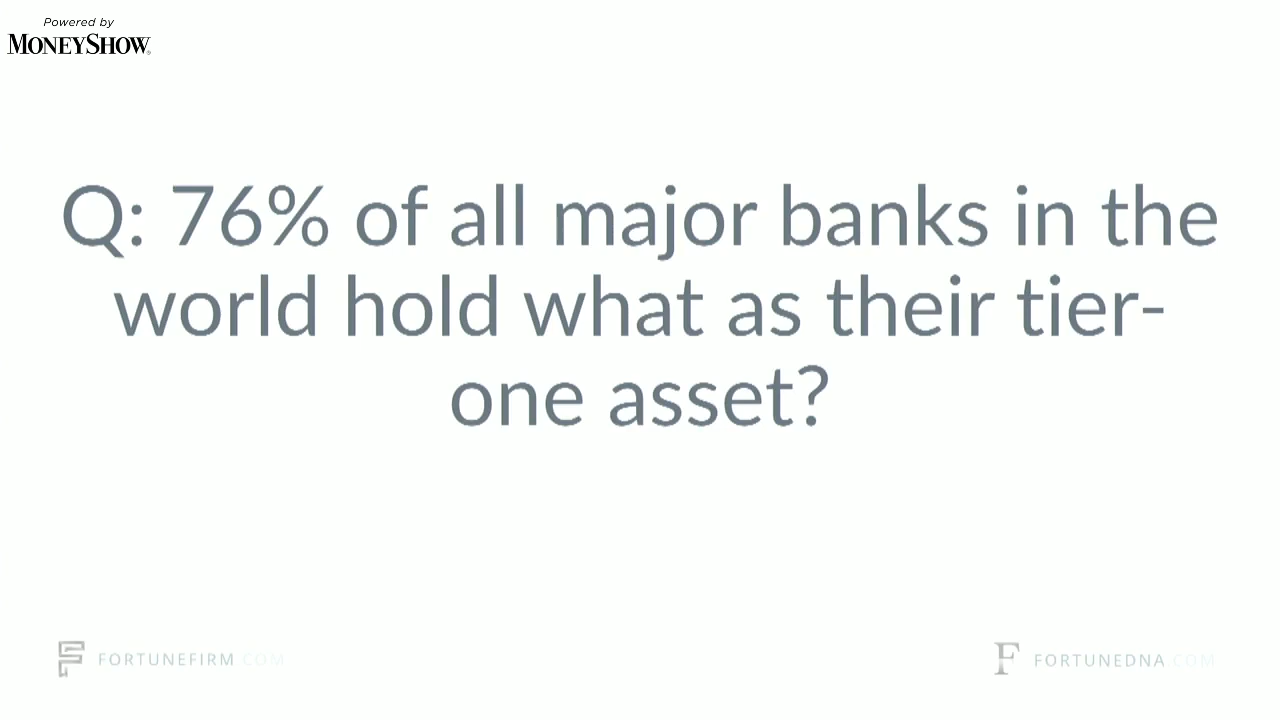 Powered by
MONEYSHOW
Q: 76% of all major banks in the
world hold what as their tier-
one asset?
FORTUNEFIRM.COM
F FORTUNEDNA.COM